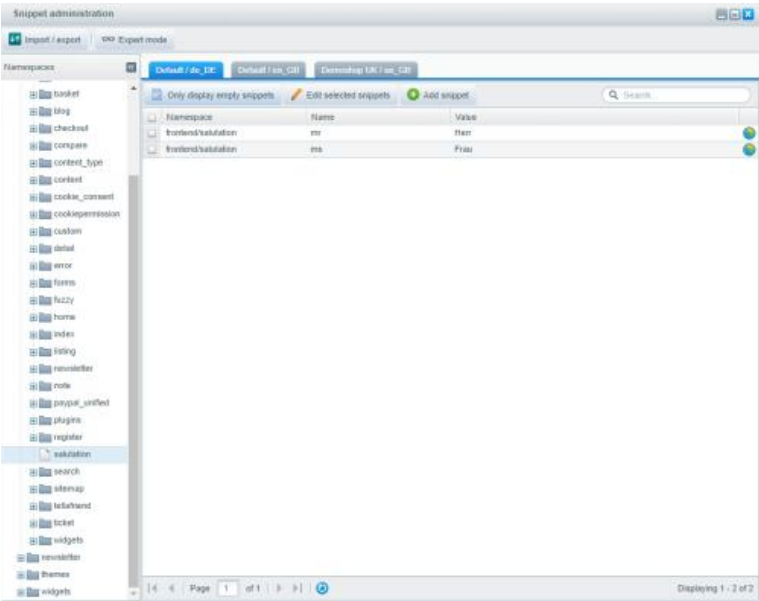 Snippet administration
Import / export
Expert mode
Namespaces
Default / de_DE
Default / en_GB
Demoshop UK / en_GB
Only display empty snippets
Edit selected snippets
Add snippet
Search...
Namespace Name Value
frontend/salutation mr Herr
frontend/salutation ms Frau
basket
blog
checkout
compare
content_type
content
cookie_consent
cookiepermission
custom
detail
error
forms
fuzzy
home
index
listing
newsletter
note
paypal_unified
plugins
register
salutation
search
sitemap
tellafriend
ticket
widgets
newsletter
themes
widgets
Page 1 of 1
Displaying 1 - 2 of 2